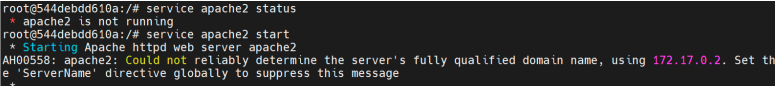 root@544debdd610a:/# service apache2 status
* apache2 is not running
root@544debdd610a:/# service apache2 start
* Starting Apache httpd web server apache2
AH00558: apache2: Could not reliably determine the server's fully qualified domain name, using 172.17.0.2. Set th
e 'ServerName' directive globally to suppress this message
*